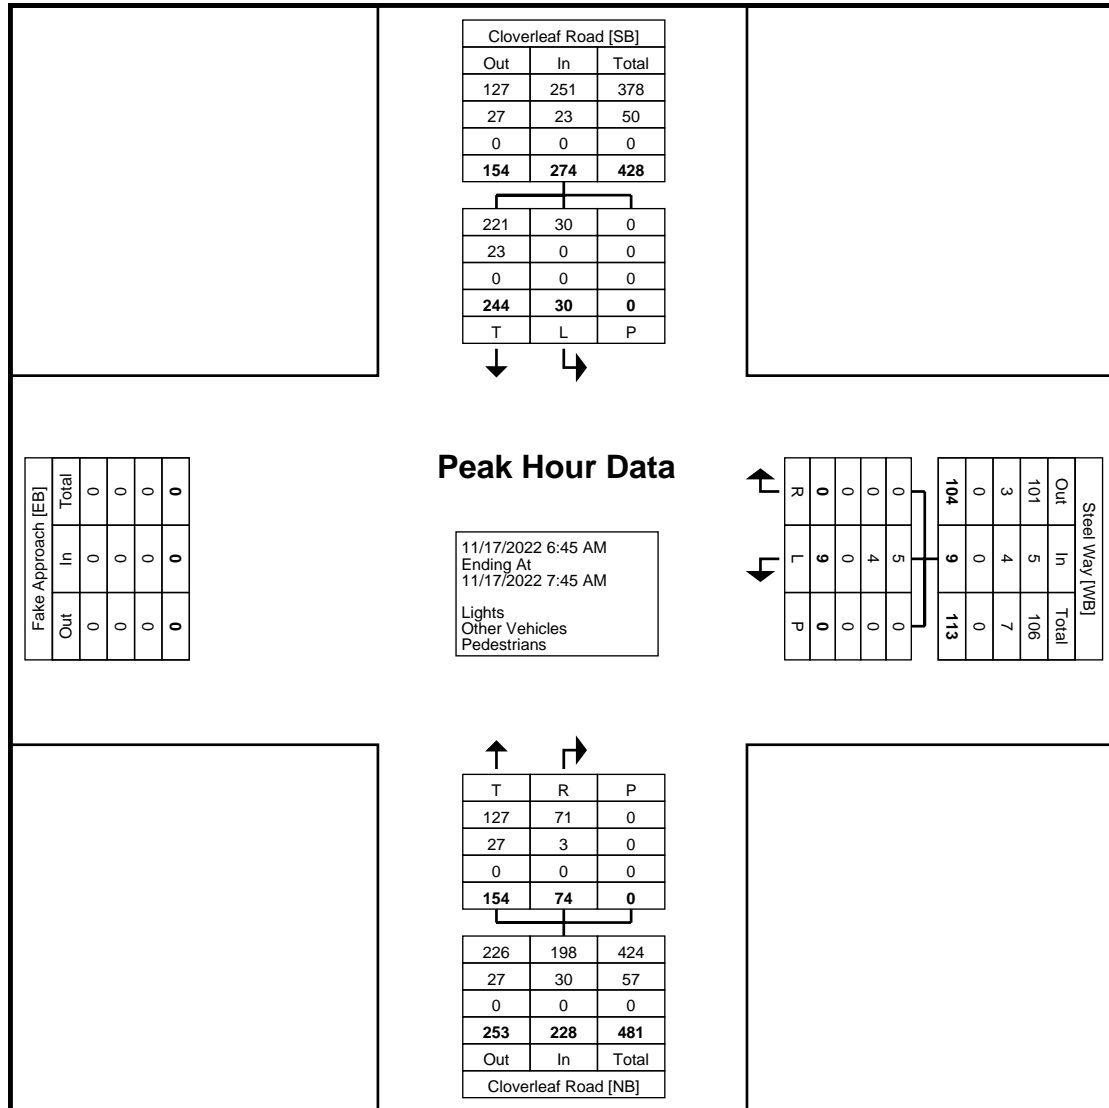 Cloverleaf Road [SB]
Out In Total
127 251 378
27 23 50
0 0 0
154 274 428
221 30 0
23 0 0
0 0 0
244 30 0
T L P
Fake Approach [EB]
Total In Out
0 0 0
0 0 0
0 0 0
0 0 0
Peak Hour Data
11/17/2022 6:45 AM
Ending At
11/17/2022 7:45 AM
Lights
Other Vehicles
Pedestrians
Steel Way [WB]
Out In Total
101 5 106
3 4 7
0 0 0
104 9 113
0 5 0
0 4 0
0 0 0
0 9 0
R L P
T R P
127 71 0
27 3 0
0 0 0
154 74 0
226 198 424
27 30 57
0 0 0
253 228 481
Out In Total
Cloverleaf Road [NB]